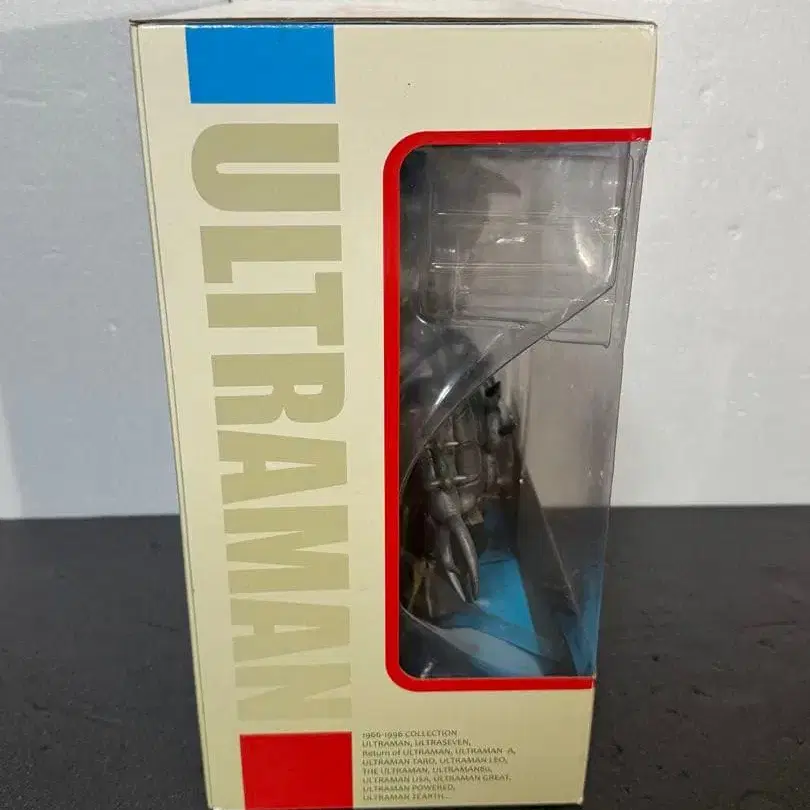 ULTRAMAN
1966-1996 COLLECTION
ULTRAMAN, ULTRASEVEN,
Return of ULTRAMAN, ULTRAMAN -A,
ULTRAMAN TARO, ULTRAMAN LEO,
THE ULTRAMAN, ULTRAMAN80,
ULTRAMAN USA, ULTRAMAN GREAT,
ULTRAMAN POWERED,
ULTRAMAN ZEARTH...